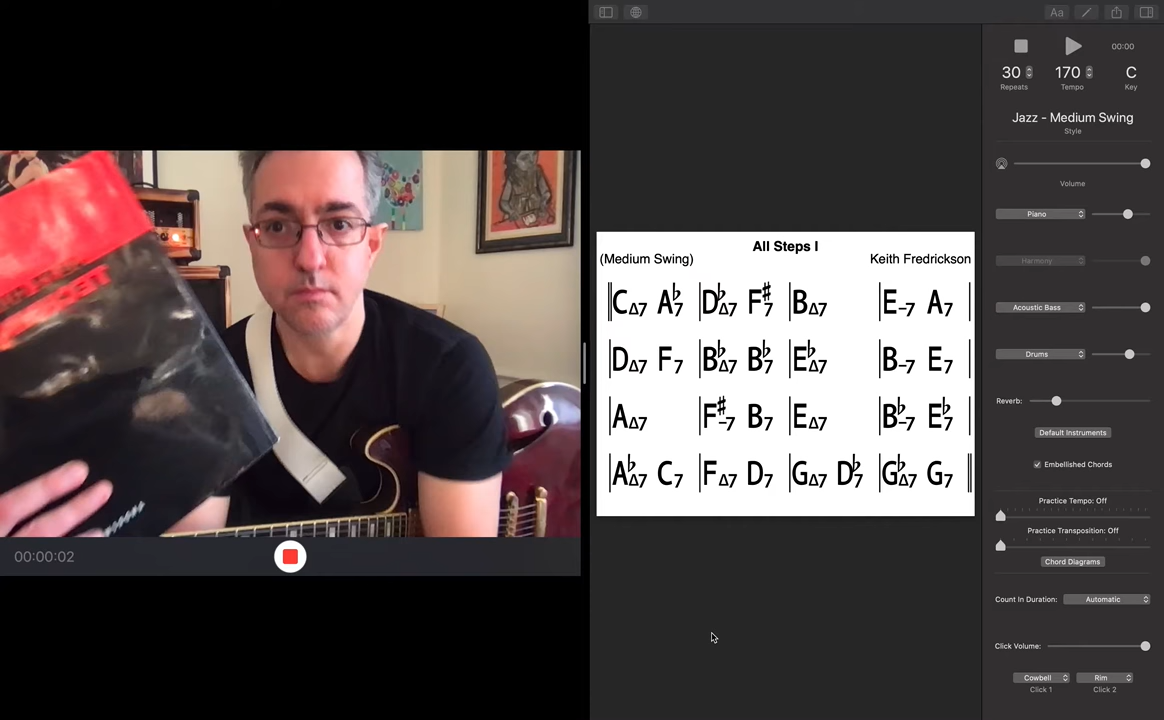 00:00:02
All Steps I
(Medium Swing) Keith Fredrickson
C△7 A♭7 D♭△7 F♯7 B△7 E-7 A7
D△7 F7 B♭△7 B♭7 E♭△7 B-7 E7
A△7 F♯-7 B7 E△7 B♭-7 E♭7
A♭△7 C7 F△7 D7 G△7 D♭7 G♭△7 G7
Aa
00:00
30 170 C
Repeats Tempo Key
Jazz - Medium Swing
Style
Volume
Piano
Harmony
Acoustic Bass
Drums
Reverb:
Default Instruments
Embellished Chords
Practice Tempo: Off
Practice Transposition: Off
Chord Diagrams
Count In Duration: Automatic
Click Volume:
Cowbell Rim
Click 1 Click 2